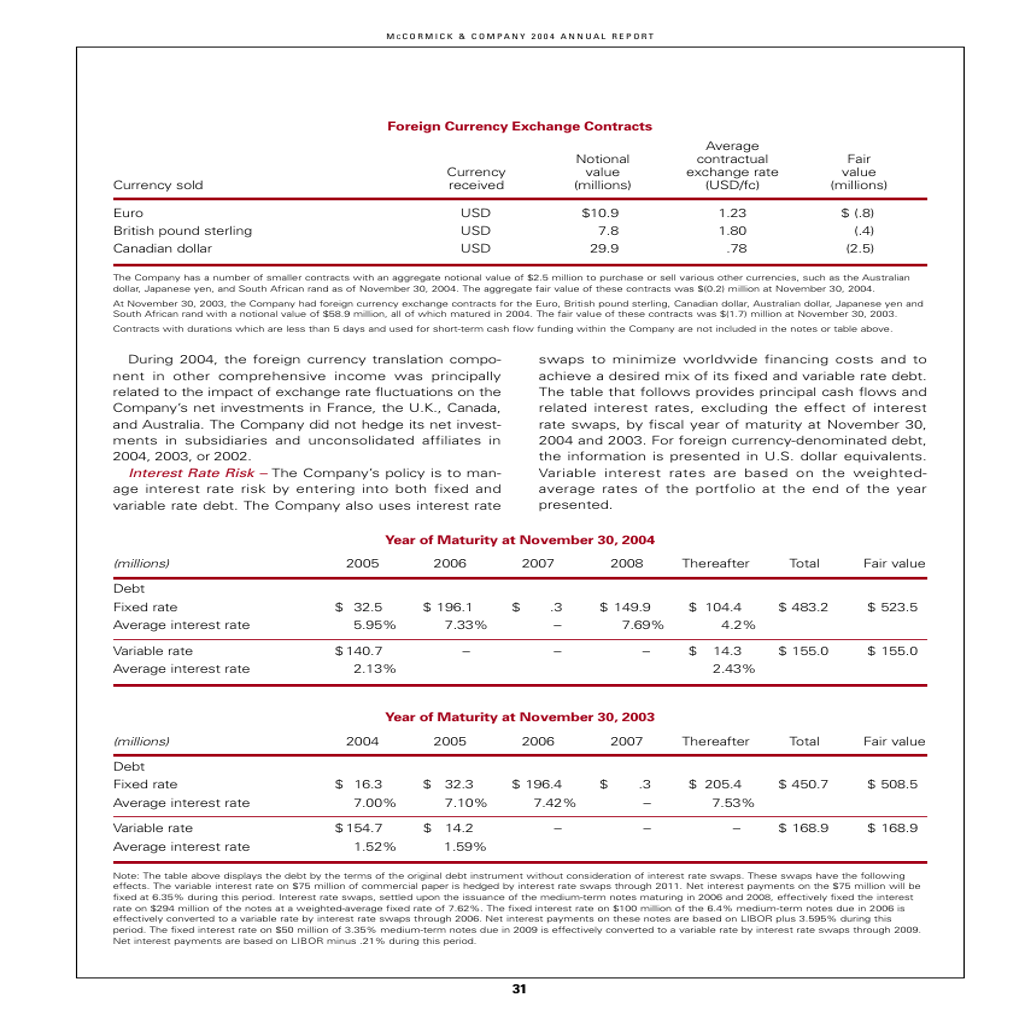 McCORMICK & COMPANY 2004 ANNUAL REPORT
Foreign Currency Exchange Contracts
Average
Notional contractual Fair
Currency value exchange rate value
Currency sold received (millions) (USD/fc) (millions)
Euro USD $10.9 1.23 $ (.8)
British pound sterling USD 7.8 1.80 (.4)
Canadian dollar USD 29.9 .78 (2.5)
The Company has a number of smaller contracts with an aggregate notional value of $2.5 million to purchase or sell various other currencies, such as the Australian
dollar, Japanese yen, and South African rand as of November 30, 2004. The aggregate fair value of these contracts was $(0.2) million at November 30, 2004.
At November 30, 2003, the Company had foreign currency exchange contracts for the Euro, British pound sterling, Canadian dollar, Australian dollar, Japanese yen and
South African rand with a notional value of $58.9 million, all of which matured in 2004. The fair value of these contracts was $(1.7) million at November 30, 2003.
Contracts with durations which are less than 5 days and used for short-term cash flow funding within the Company are not included in the notes or table above.
During 2004, the foreign currency translation compo-
nent in other comprehensive income was principally
related to the impact of exchange rate fluctuations on the
Company's net investments in France, the U.K., Canada,
and Australia. The Company did not hedge its net invest-
ments in subsidiaries and unconsolidated affiliates in
2004, 2003, or 2002.
Interest Rate Risk – The Company's policy is to man-
age interest rate risk by entering into both fixed and
variable rate debt. The Company also uses interest rate
swaps to minimize worldwide financing costs and to
achieve a desired mix of its fixed and variable rate debt.
The table that follows provides principal cash flows and
related interest rates, excluding the effect of interest
rate swaps, by fiscal year of maturity at November 30,
2004 and 2003. For foreign currency-denominated debt,
the information is presented in U.S. dollar equivalents.
Variable interest rates are based on the weighted-
average rates of the portfolio at the end of the year
presented.
Year of Maturity at November 30, 2004
(millions) 2005 2006 2007 2008 Thereafter Total Fair value
Debt
Fixed rate $ 32.5 $ 196.1 $ .3 $ 149.9 $ 104.4 $ 483.2 $ 523.5
Average interest rate 5.95% 7.33% – 7.69% 4.2%
Variable rate $ 140.7 – – – $ 14.3 $ 155.0 $ 155.0
Average interest rate 2.13% 2.43%
Year of Maturity at November 30, 2003
(millions) 2004 2005 2006 2007 Thereafter Total Fair value
Debt
Fixed rate $ 16.3 $ 32.3 $ 196.4 $ .3 $ 205.4 $ 450.7 $ 508.5
Average interest rate 7.00% 7.10% 7.42% – 7.53%
Variable rate $ 154.7 $ 14.2 – – – $ 168.9 $ 168.9
Average interest rate 1.52% 1.59%
Note: The table above displays the debt by the terms of the original debt instrument without consideration of interest rate swaps. These swaps have the following
effects. The variable interest rate on $75 million of commercial paper is hedged by interest rate swaps through 2011. Net interest payments on the $75 million will be
fixed at 6.35% during this period. Interest rate swaps, settled upon the issuance of the medium-term notes maturing in 2006 and 2008, effectively fixed the interest
rate on $294 million of the notes at a weighted-average fixed rate of 7.62%. The fixed interest rate on $100 million of the 6.4% medium-term notes due in 2006 is
effectively converted to a variable rate by interest rate swaps through 2006. Net interest payments on these notes are based on LIBOR plus 3.595% during this
period. The fixed interest rate on $50 million of 3.35% medium-term notes due in 2009 is effectively converted to a variable rate by interest rate swaps through 2009.
Net interest payments are based on LIBOR minus .21% during this period.
31